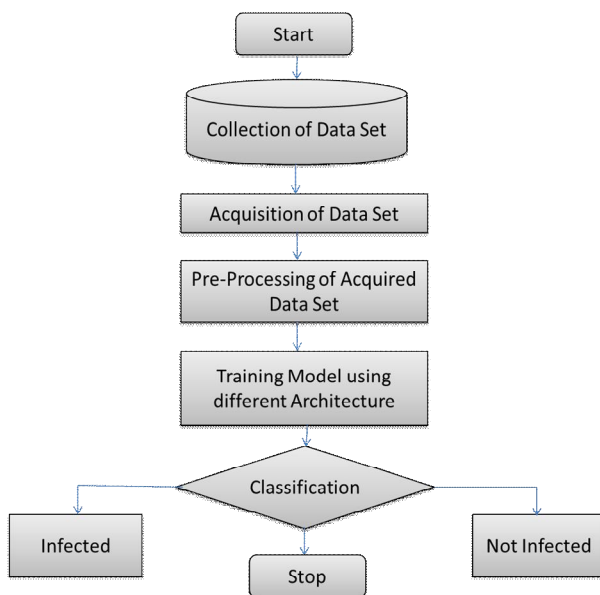 Start
Collection of Data Set
Acquisition of Data Set
Pre-Processing of Acquired
Data Set
Training Model using
different Architecture
Classification
Infected
Not Infected
Stop